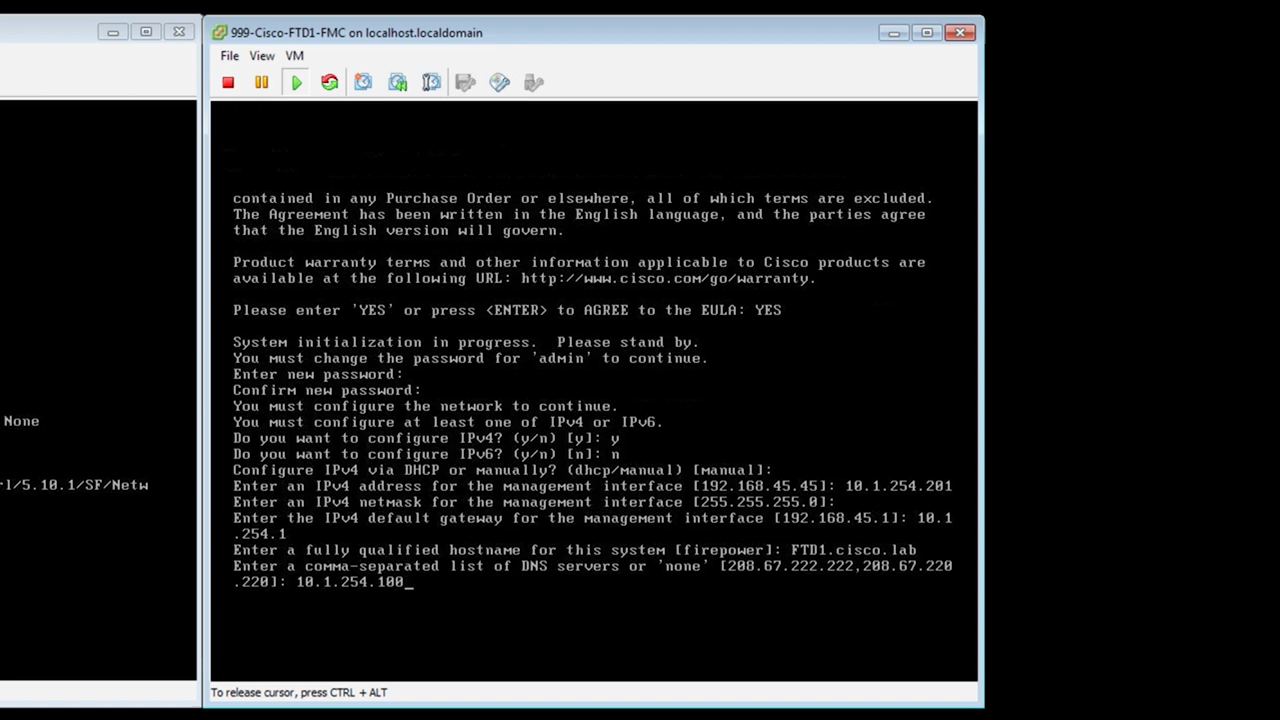 999-Cisco-FTD1-FMC on localhost.localdomain
File View VM
contained in any Purchase Order or elsewhere, all of which terms are excluded.
The Agreement has been written in the English language, and the parties agree
that the English version will govern.
Product warranty terms and other information applicable to Cisco products are
available at the following URL: http://www.cisco.com/go/warranty.
Please enter 'YES' or press <ENTER> to AGREE to the EULA: YES
System initialization in progress.  Please stand by.
You must change the password for 'admin' to continue.
Enter new password:
Confirm new password:
You must configure the network to continue.
You must configure at least one of IPv4 or IPv6.
Do you want to configure IPv4? (y/n) [y]: y
Do you want to configure IPv6? (y/n) [n]: n
Configure IPv4 via DHCP or manually? (dhcp/manual) [manual]:
Enter an IPv4 address for the management interface [192.168.45.45]: 10.1.254.201
Enter an IPv4 netmask for the management interface [255.255.255.0]:
Enter the IPv4 default gateway for the management interface [192.168.45.1]: 10.1
.254.1
Enter a fully qualified hostname for this system [firepower]: FTD1.cisco.lab
Enter a comma-separated list of DNS servers or 'none' [208.67.222.222,208.67.220
.220]: 10.1.254.100_
None
rl/5.10.1/SF/Netw
To release cursor, press CTRL + ALT